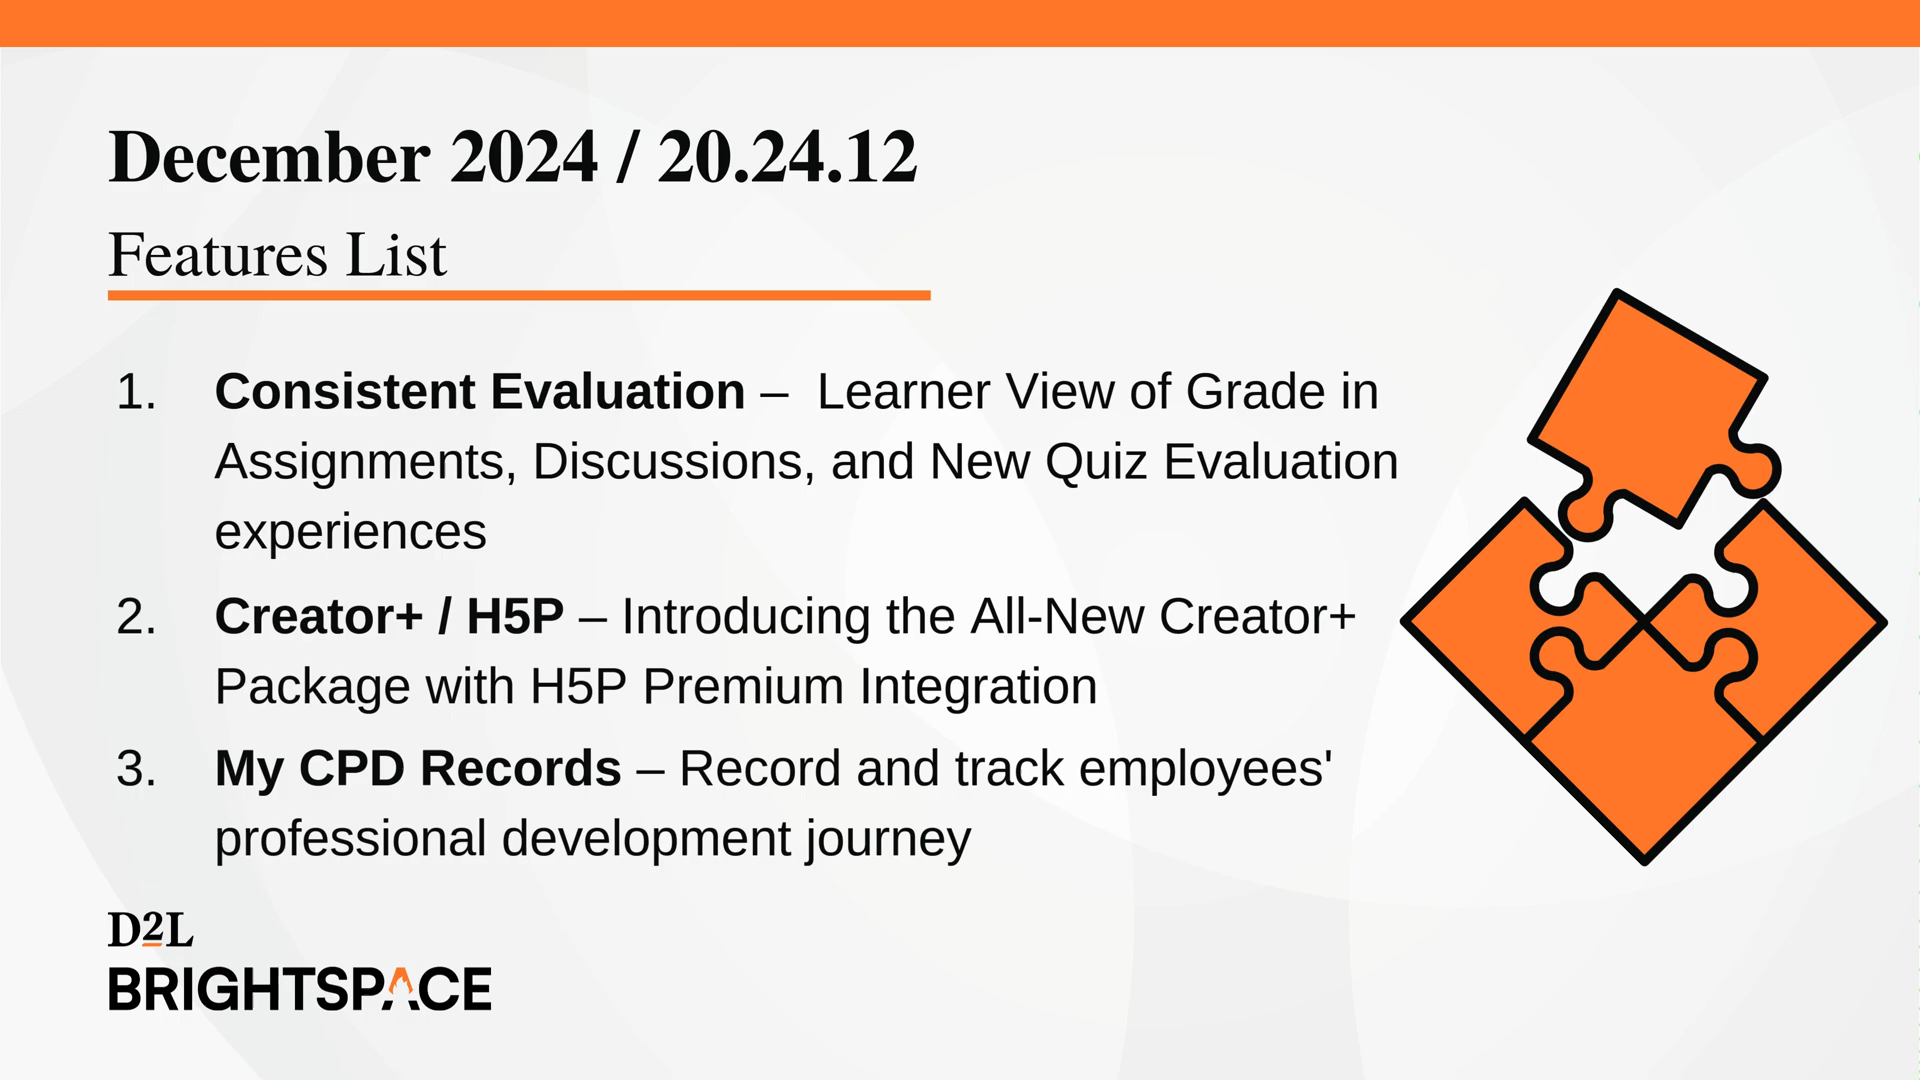 December 2024 / 20.24.12
Features List
1. Consistent Evaluation – Learner View of Grade in
Assignments, Discussions, and New Quiz Evaluation
experiences
2. Creator+ / H5P – Introducing the All-New Creator+
Package with H5P Premium Integration
3. My CPD Records – Record and track employees'
professional development journey
D2L
BRIGHTSPACE